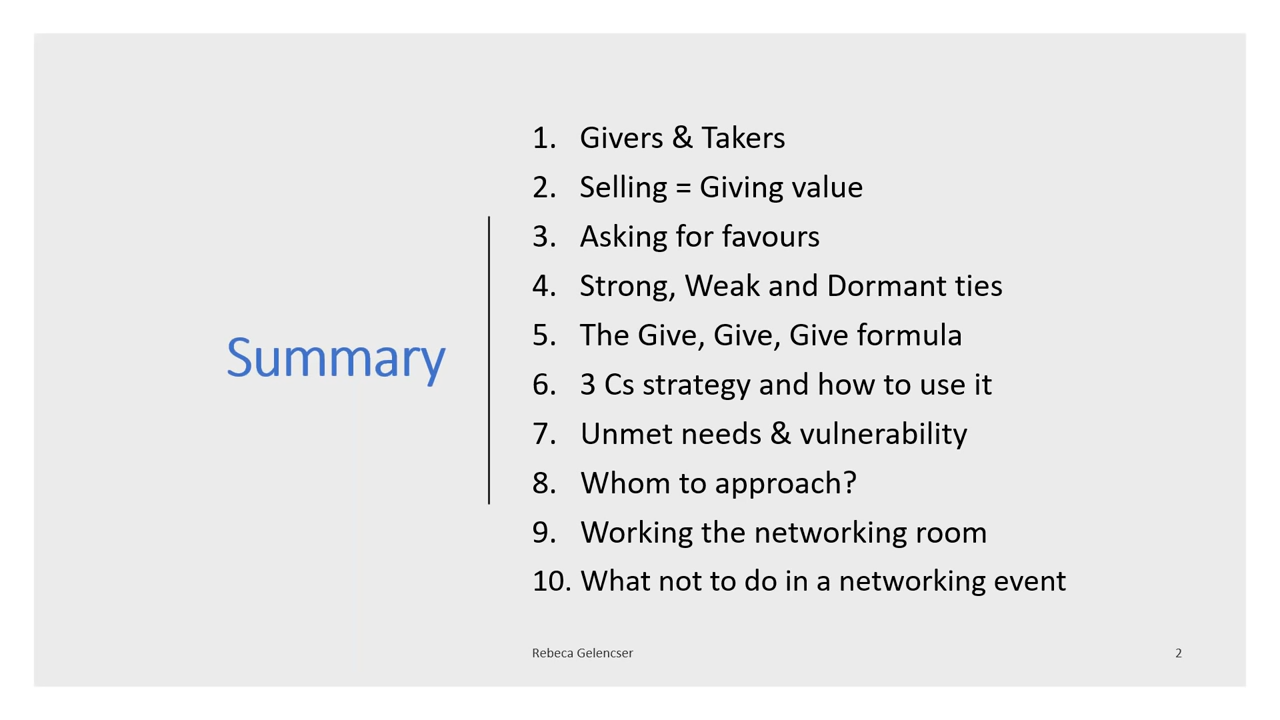 Summary
1. Givers & Takers
2. Selling = Giving value
3. Asking for favours
4. Strong, Weak and Dormant ties
5. The Give, Give, Give formula
6. 3 Cs strategy and how to use it
7. Unmet needs & vulnerability
8. Whom to approach?
9. Working the networking room
10. What not to do in a networking event
Rebeca Gelencser
2